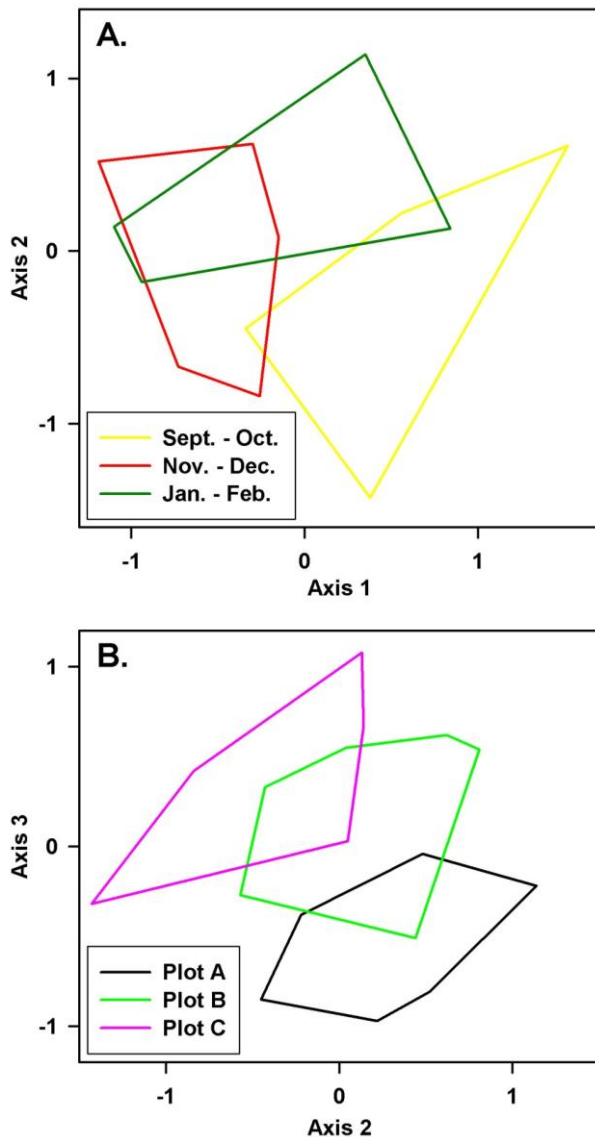 A.
1
0
-1
Axis 2
Sept. - Oct.
Nov. - Dec.
Jan. - Feb.
-1 0 1
Axis 1
B.
1
0
-1
Axis 3
Plot A
Plot B
Plot C
-1 0 1
Axis 2